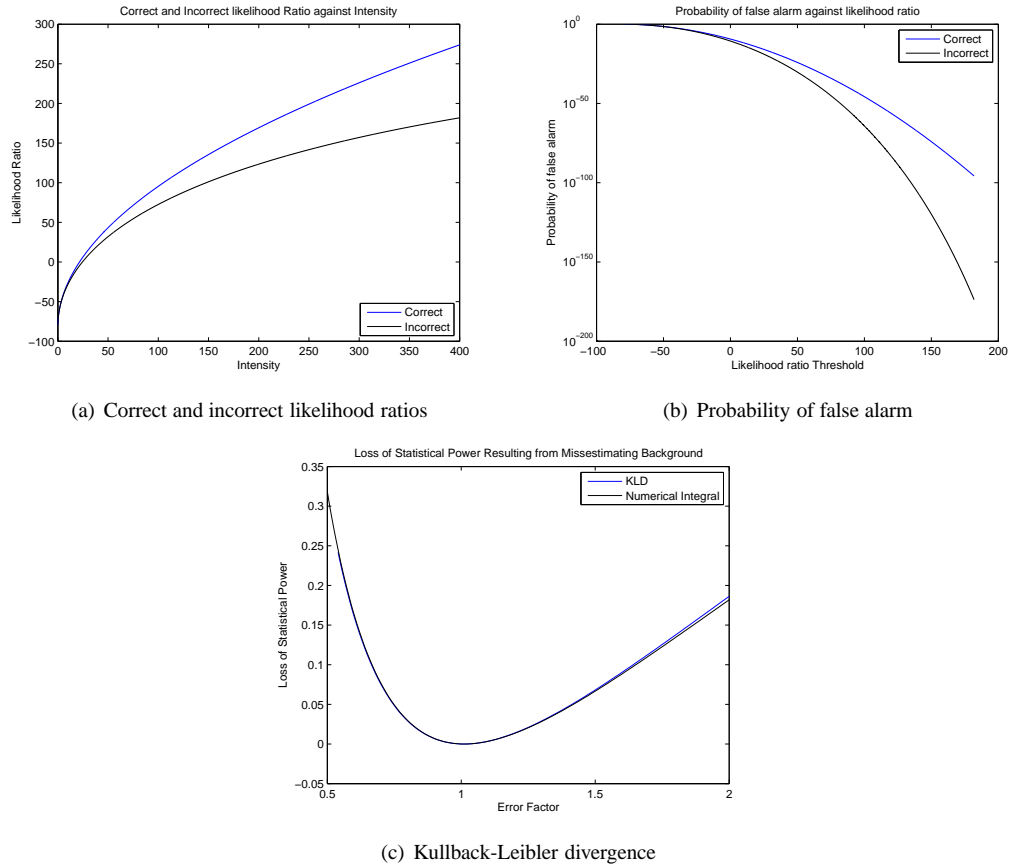 Correct and Incorrect likelihood Ratio against Intensity
300
250
200
150
100
50
0
−50
−100
Likelihood Ratio
0 50 100 150 200 250 300 350 400
Intensity
Correct
Incorrect
(a) Correct and incorrect likelihood ratios
Probability of false alarm against likelihood ratio
10^0
10^−50
10^−100
10^−150
10^−200
Probability of false alarm
−100 −50 0 50 100 150 200
Likelihood ratio Threshold
Correct
Incorrect
(b) Probability of false alarm
Loss of Statistical Power Resulting from Missestimating Background
0.35
0.3
0.25
0.2
0.15
0.1
0.05
0
−0.05
Loss of Statistical Power
0.5 1 1.5 2
Error Factor
KLD
Numerical Integral
(c) Kullback-Leibler divergence